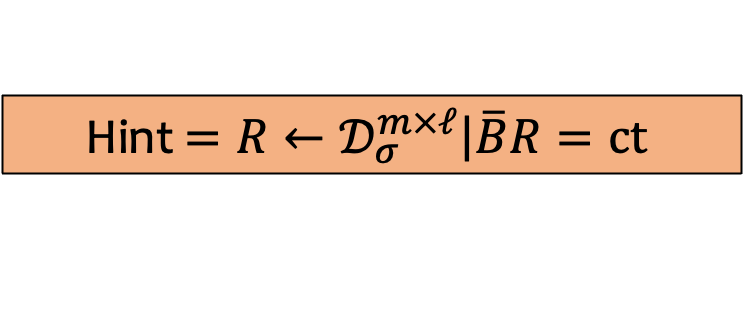 Hint = 𝑅 ← 𝒟_σ^{m×ℓ} | B̄𝑅 = ct